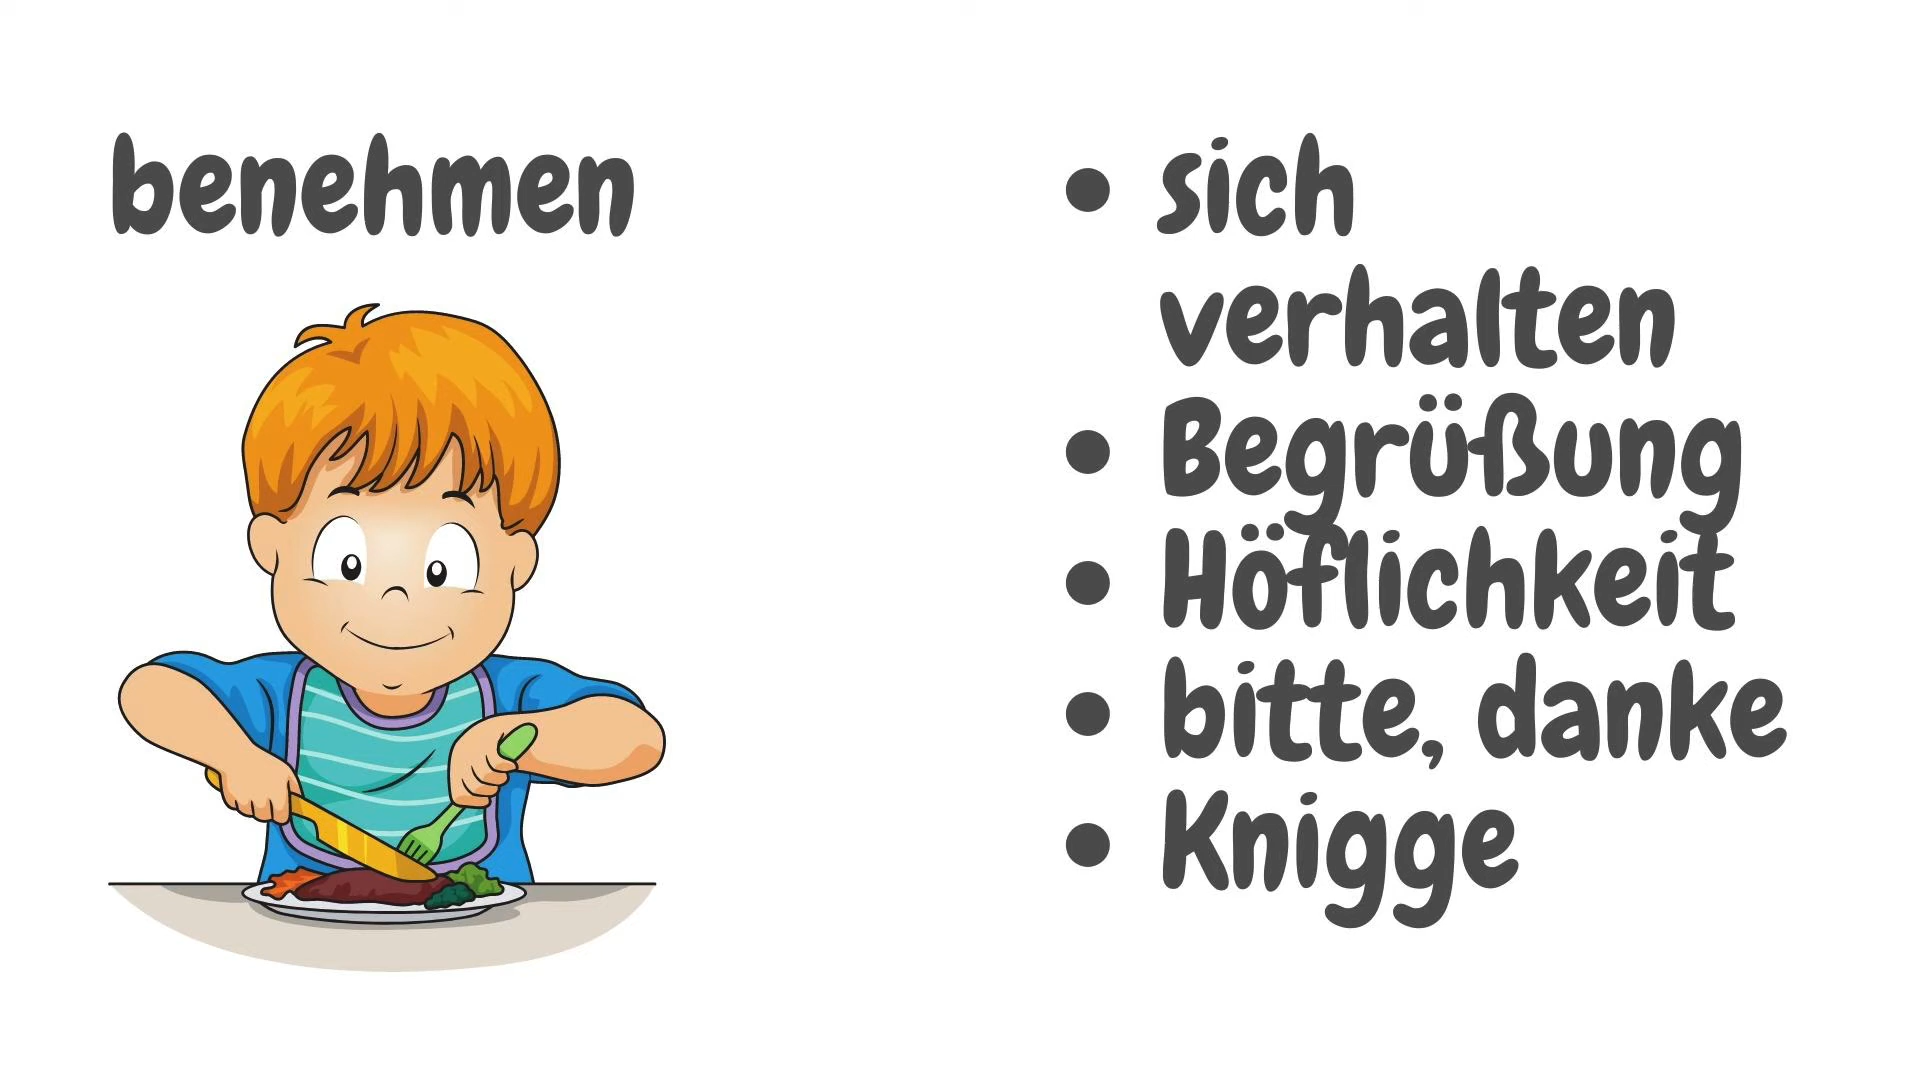 benehmen
• sich
verhalten
• Begrüßung
• Höflichkeit
• bitte, danke
• Knigge